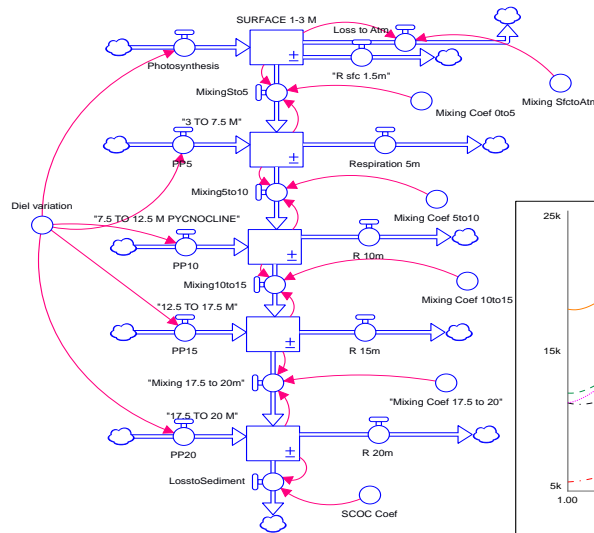 SURFACE 1-3 M
Loss to Atm
Photosynthesis
"R sfc 1.5m"
Mixing SfctoAtm
MixingSto5
Mixing Coef 0to5
"3 TO 7.5 M"
PP5
Respiration 5m
Mixing5to10
Diel variation
Mixing Coef 5to10
"7.5 TO 12.5 M PYCNOCLINE"
PP10
R 10m
Mixing10to15
Mixing Coef 10to15
"12.5 TO 17.5 M"
PP15
R 15m
"Mixing 17.5 to 20m"
"Mixing Coef 17.5 to 20"
"17.5 TO 20 M"
PP20
R 20m
LosstoSediment
SCOC Coef
25k
15k
5k
1.00